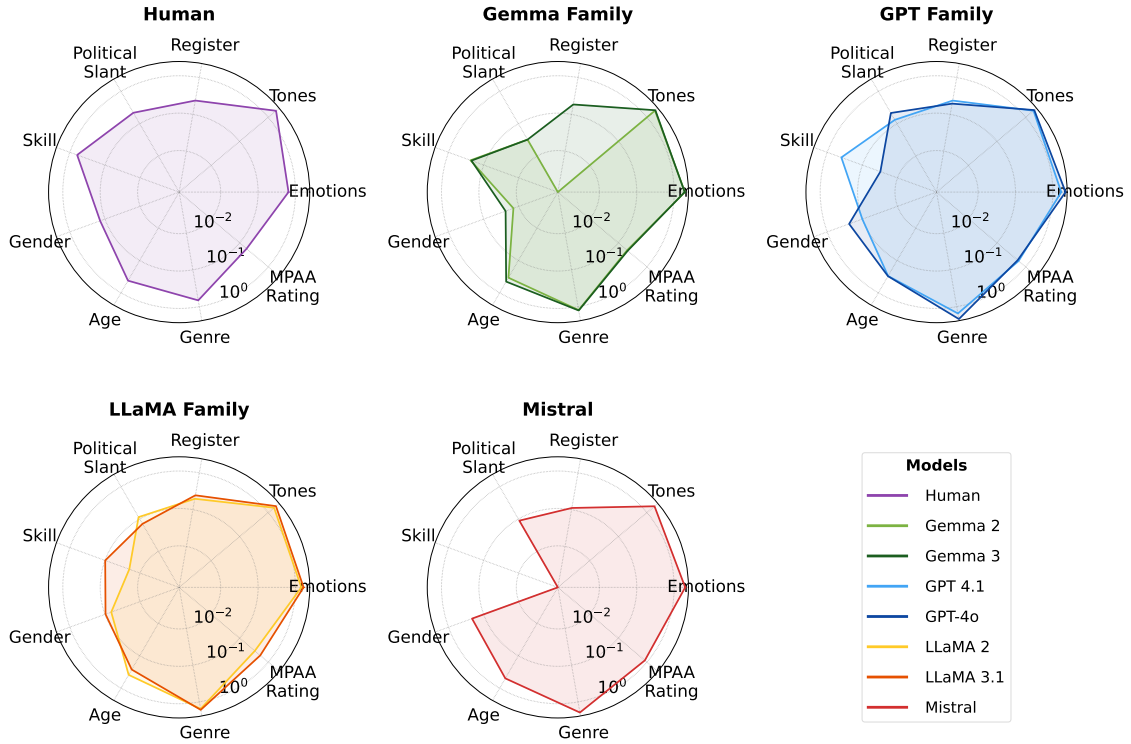 Human
Register
Political
Slant
Tones
Skill
Emotions
Gender
MPAA
Rating
Age
Genre
10⁻²
10⁻¹
10⁰
Gemma Family
Register
Political
Slant
Tones
Skill
Emotions
Gender
MPAA
Rating
Age
Genre
10⁻²
10⁻¹
10⁰
GPT Family
Register
Political
Slant
Tones
Skill
Emotions
Gender
MPAA
Rating
Age
Genre
10⁻²
10⁻¹
10⁰
LLaMA Family
Register
Political
Slant
Tones
Skill
Emotions
Gender
MPAA
Rating
Age
Genre
10⁻²
10⁻¹
10⁰
Mistral
Register
Political
Slant
Tones
Skill
Emotions
Gender
MPAA
Rating
Age
Genre
10⁻²
10⁻¹
10⁰
Models
Human
Gemma 2
Gemma 3
GPT 4.1
GPT-4o
LLaMA 2
LLaMA 3.1
Mistral